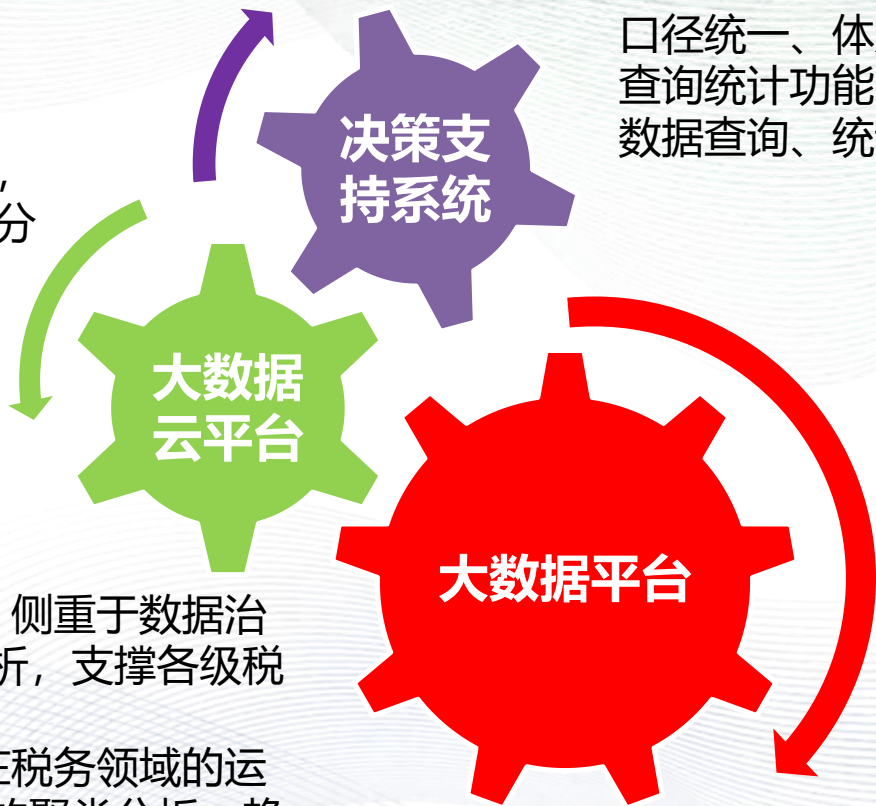 口径统一、体
查询统计功能
数据查询、统
，
分
决策支
持系统
大数据
云平台
大数据平台
侧重于数据治
析，支撑各级税
在税务领域的运